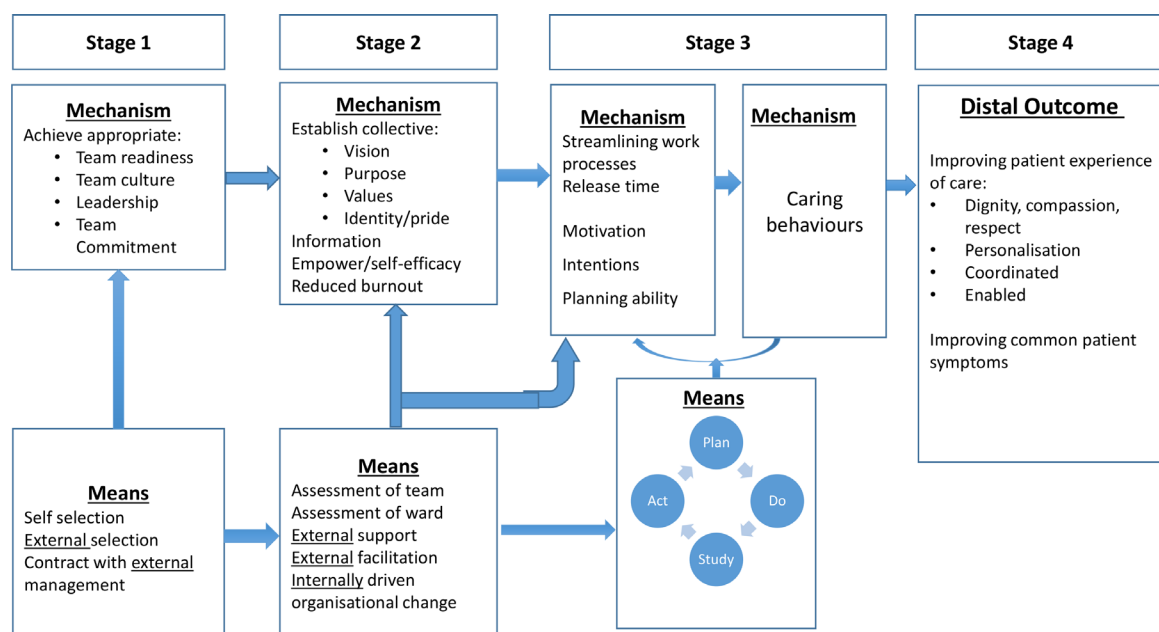 Stage 1
Stage 2
Stage 3
Stage 4
Mechanism
Achieve appropriate:
• Team readiness
• Team culture
• Leadership
• Team
Commitment
Mechanism
Establish collective:
• Vision
• Purpose
• Values
• Identity/pride
Information
Empower/self-efficacy
Reduced burnout
Mechanism
Streamlining work
processes
Release time
Motivation
Intentions
Planning ability
Mechanism
Caring
behaviours
Distal Outcome
Improving patient experience
of care:
• Dignity, compassion,
respect
• Personalisation
• Coordinated
• Enabled
Improving common patient
symptoms
Means
Self selection
External selection
Contract with external
management
Means
Assessment of team
Assessment of ward
External support
External facilitation
Internally driven
organisational change
Means
Plan
Do
Study
Act